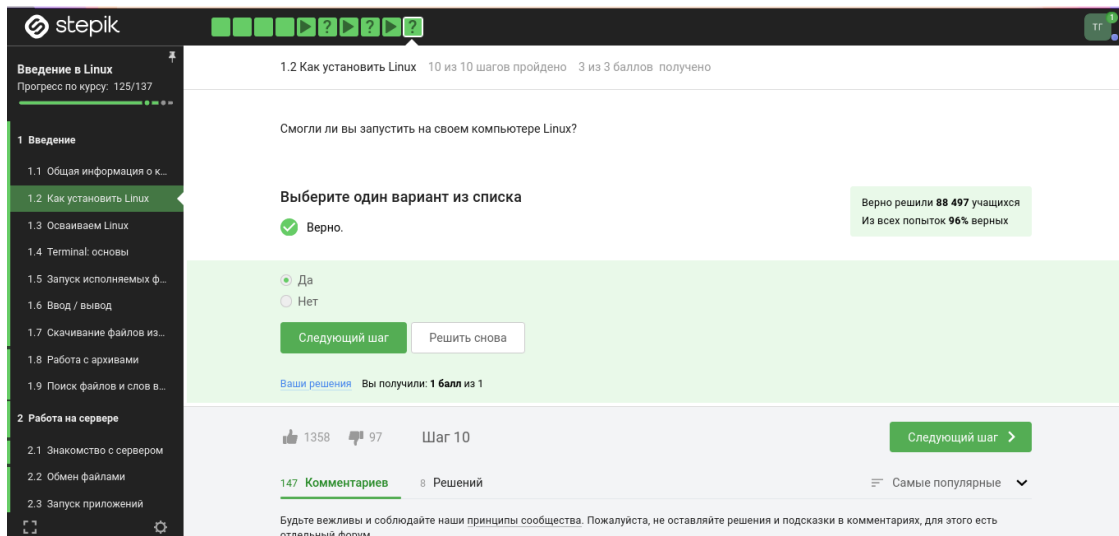 stepik
? ? ?
ТГ
1
Введение в Linux
Прогресс по курсу: 125/137
1 Введение
1.1 Общая информация о к...
1.2 Как установить Linux
1.3 Осваиваем Linux
1.4 Terminal: основы
1.5 Запуск исполняемых ф...
1.6 Ввод / вывод
1.7 Скачивание файлов из...
1.8 Работа с архивами
1.9 Поиск файлов и слов в...
2 Работа на сервере
2.1 Знакомство с сервером
2.2 Обмен файлами
2.3 Запуск приложений
1.2 Как установить Linux 10 из 10 шагов пройдено 3 из 3 баллов получено
Смогли ли вы запустить на своем компьютере Linux?
Выберите один вариант из списка
Верно.
Верно решили 88 497 учащихся
Из всех попыток 96% верных
Да
Нет
Следующий шаг Решить снова
Ваши решения Вы получили: 1 балл из 1
1358 97 Шаг 10 Следующий шаг
147 Комментариев 8 Решений Самые популярные
Будьте вежливы и соблюдайте наши принципы сообщества. Пожалуйста, не оставляйте решения и подсказки в комментариях, для этого есть
отдельный форум.